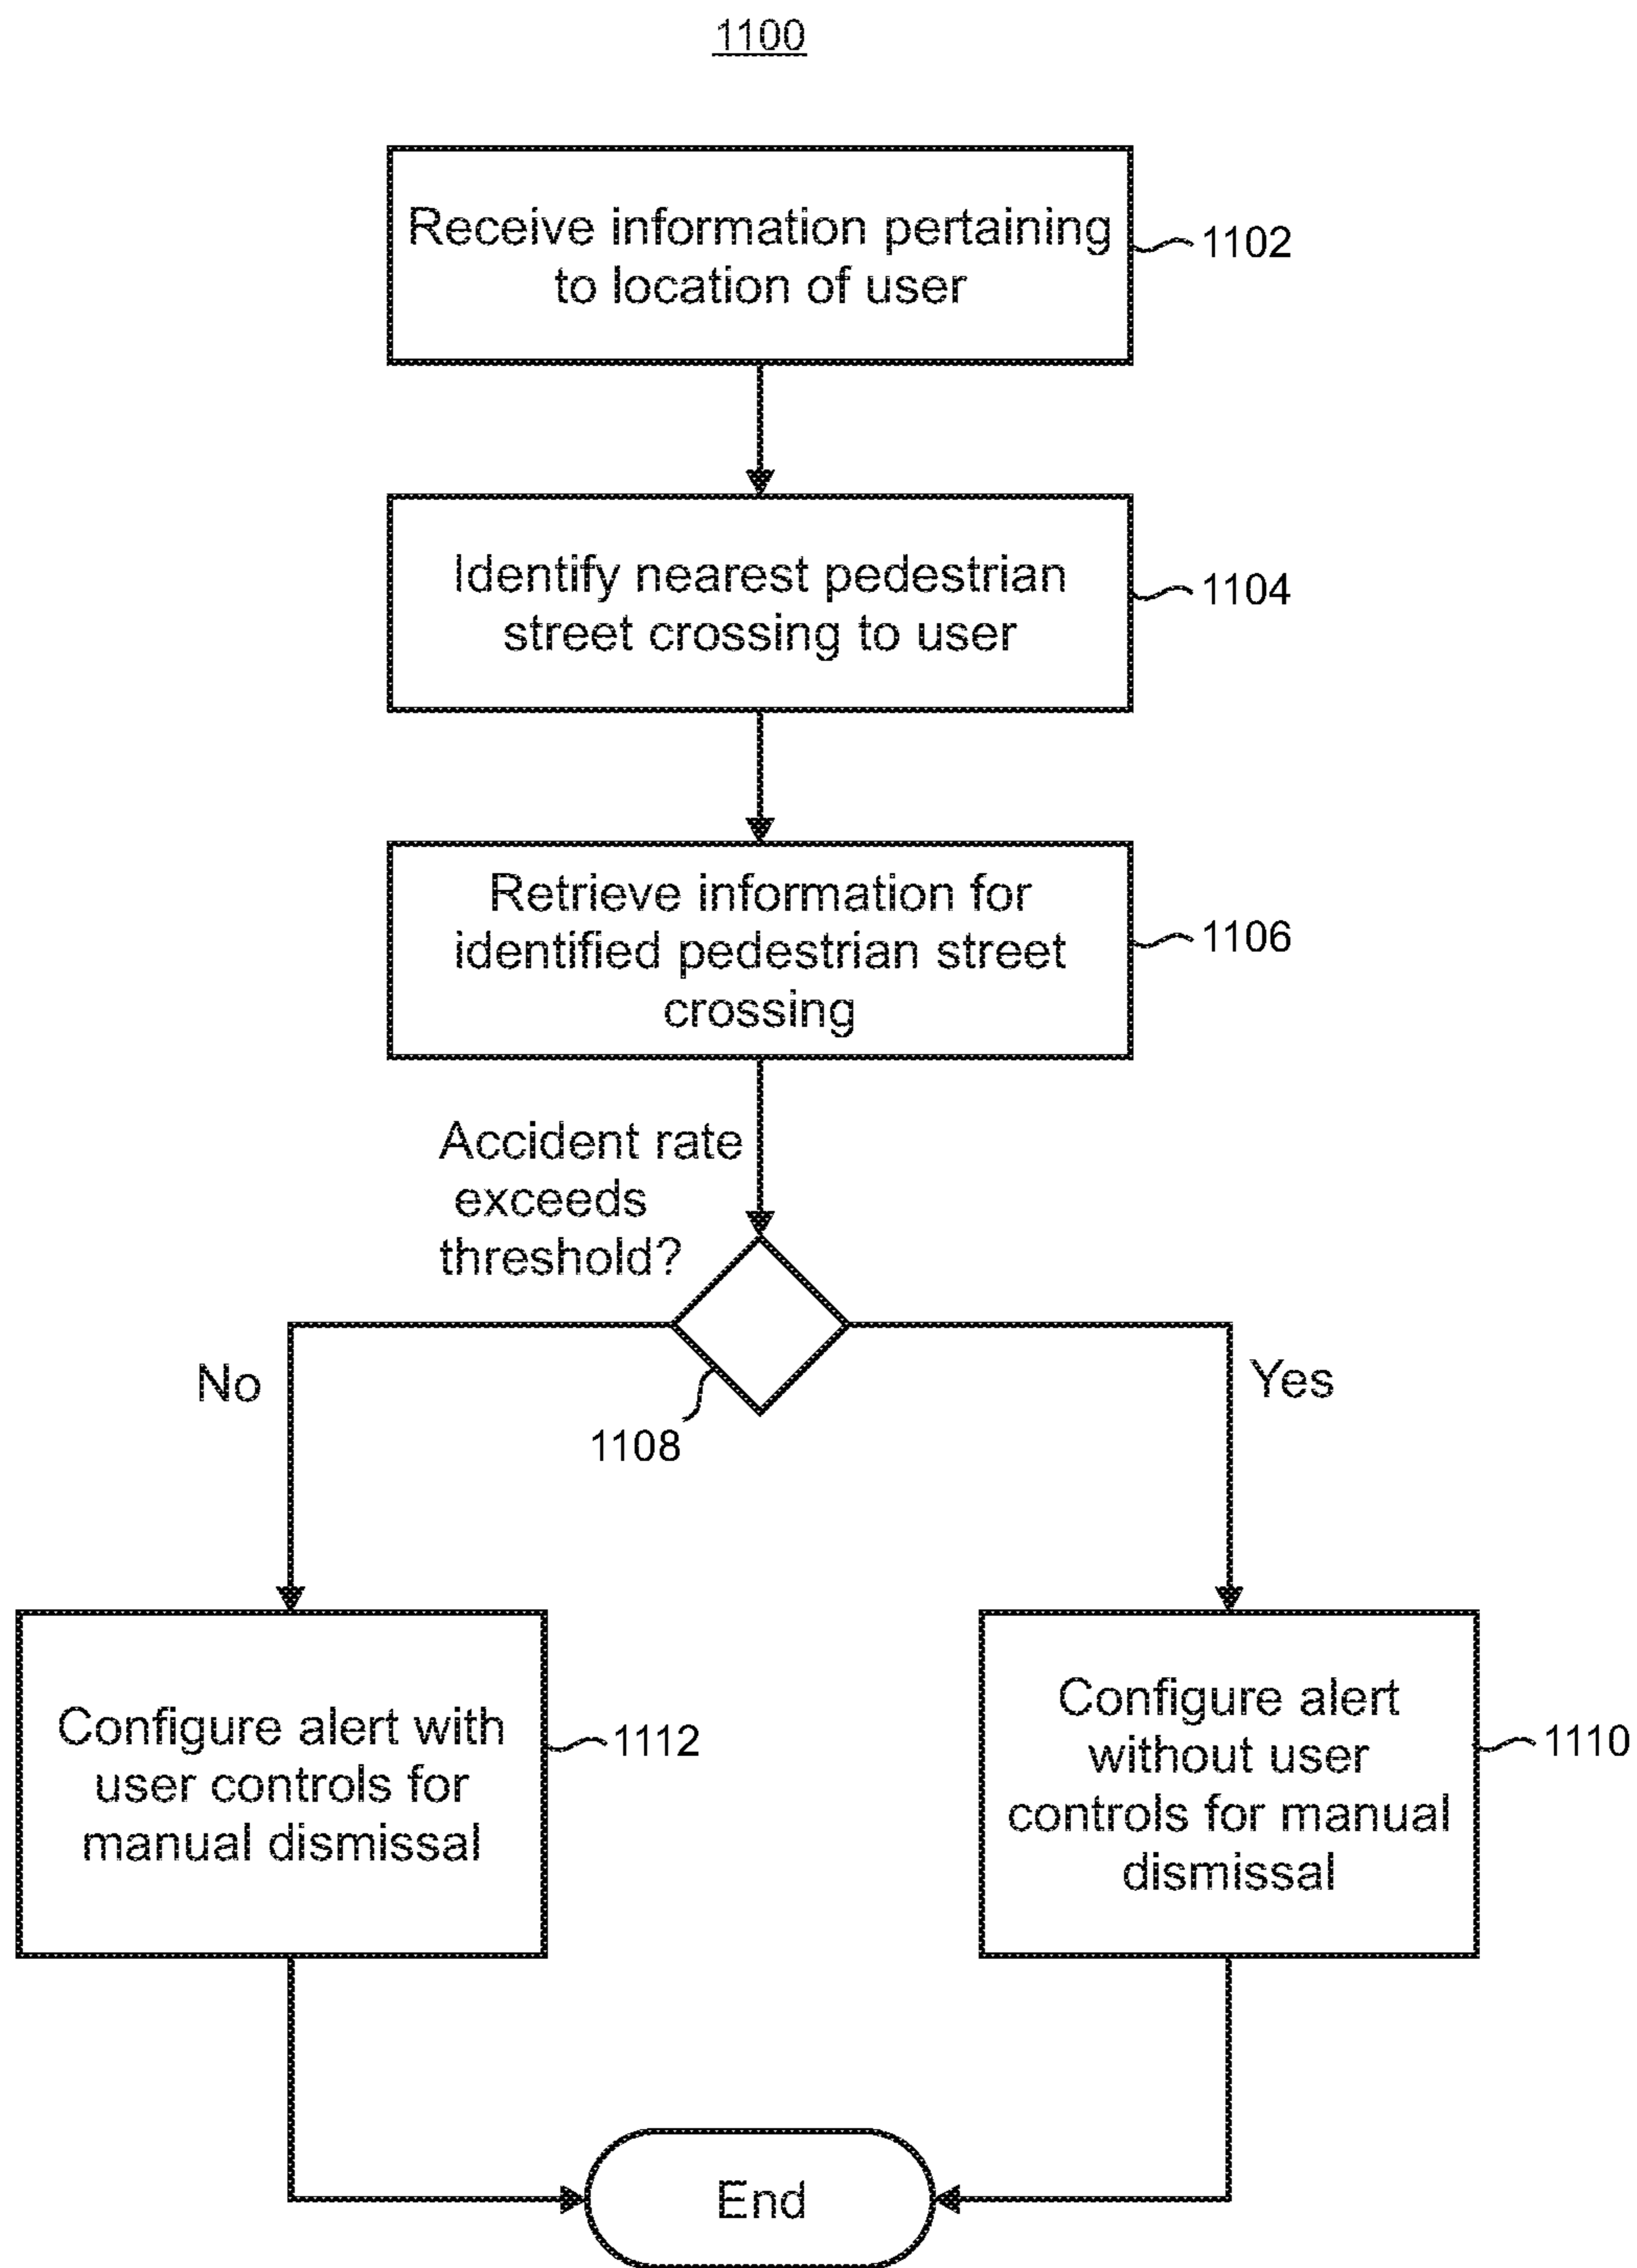 1100
Receive information pertaining
to location of user
1102
Identify nearest pedestrian
street crossing to user
1104
Retrieve information for
identified pedestrian street
crossing
1106
Accident rate
exceeds
threshold?
No
Yes
1108
Configure alert with
user controls for
manual dismissal
1112
Configure alert
without user
controls for manual
dismissal
1110
End